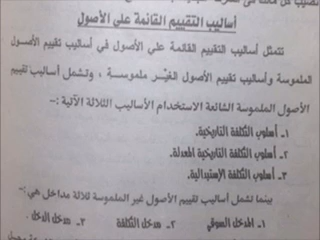 أساليب التقييم القائمة على الأصول
تتمثل أساليب التقييم القائمة على الأصول في أساليب تقييم الأصول
الملموسة وأساليب تقييم الأصول الغير ملموسة ، وتشمل أساليب تقييم
الأصول الملموسة الشائعة الاستخدام الأساليب الثلاثة الآتية:-
١- أسلوب التكلفة التاريخية.
٢- أسلوب التكلفة التاريخية المعدلة.
٣- أسلوب التكلفة الإستبدالية.
بينما تشمل أساليب تقييم الأصول غير الملموسة ثلاثة مداخل هي:-
١- المدخل السوقي ٢- مدخل التكلفة ٣- مدخل الدخل